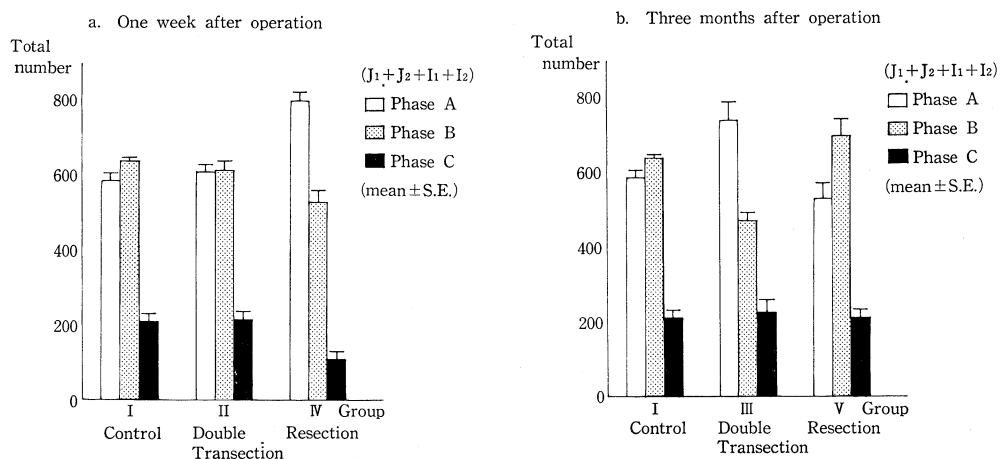 a. One week after operation
Total
number
(J1+J2+I1+I2)
Phase A
Phase B
Phase C
(mean±S.E.)
800
600
400
200
0
I II IV Group
Control Double Resection
Transection
b. Three months after operation
Total
number
(J1+J2+I1+I2)
Phase A
Phase B
Phase C
(mean±S.E.)
800
600
400
200
0
I III V Group
Control Double Resection
Transection